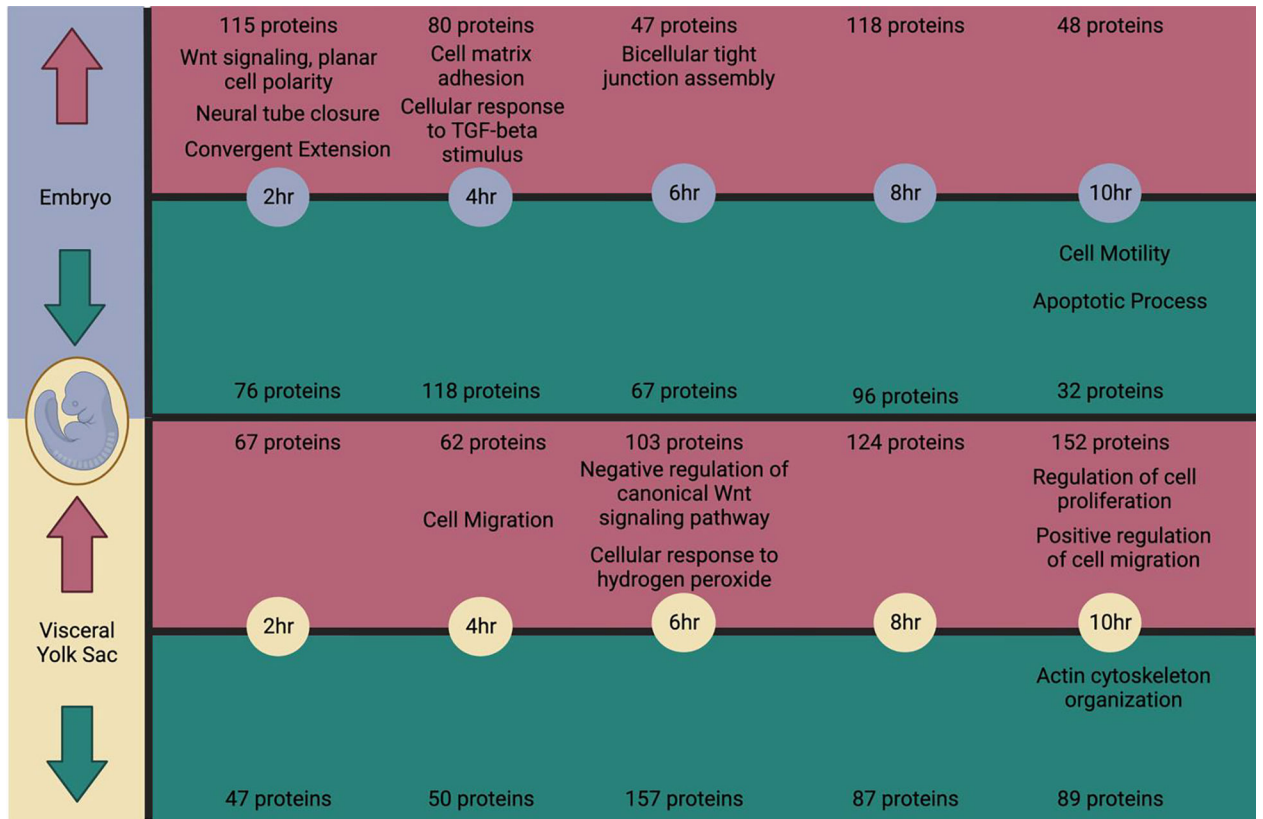 115 proteins
Wnt signaling, planar
cell polarity
Neural tube closure
Convergent Extension
80 proteins
Cell matrix
adhesion
Cellular response
to TGF-beta
stimulus
47 proteins
Bicellular tight
junction assembly
118 proteins
48 proteins
Embryo
2hr
4hr
6hr
8hr
10hr
Cell Motility
Apoptotic Process
76 proteins
118 proteins
67 proteins
96 proteins
32 proteins
67 proteins
62 proteins
Cell Migration
103 proteins
Negative regulation of
canonical Wnt
signaling pathway
Cellular response to
hydrogen peroxide
124 proteins
152 proteins
Regulation of cell
proliferation
Positive regulation
of cell migration
Visceral
Yolk Sac
2hr
4hr
6hr
8hr
10hr
Actin cytoskeleton
organization
47 proteins
50 proteins
157 proteins
87 proteins
89 proteins